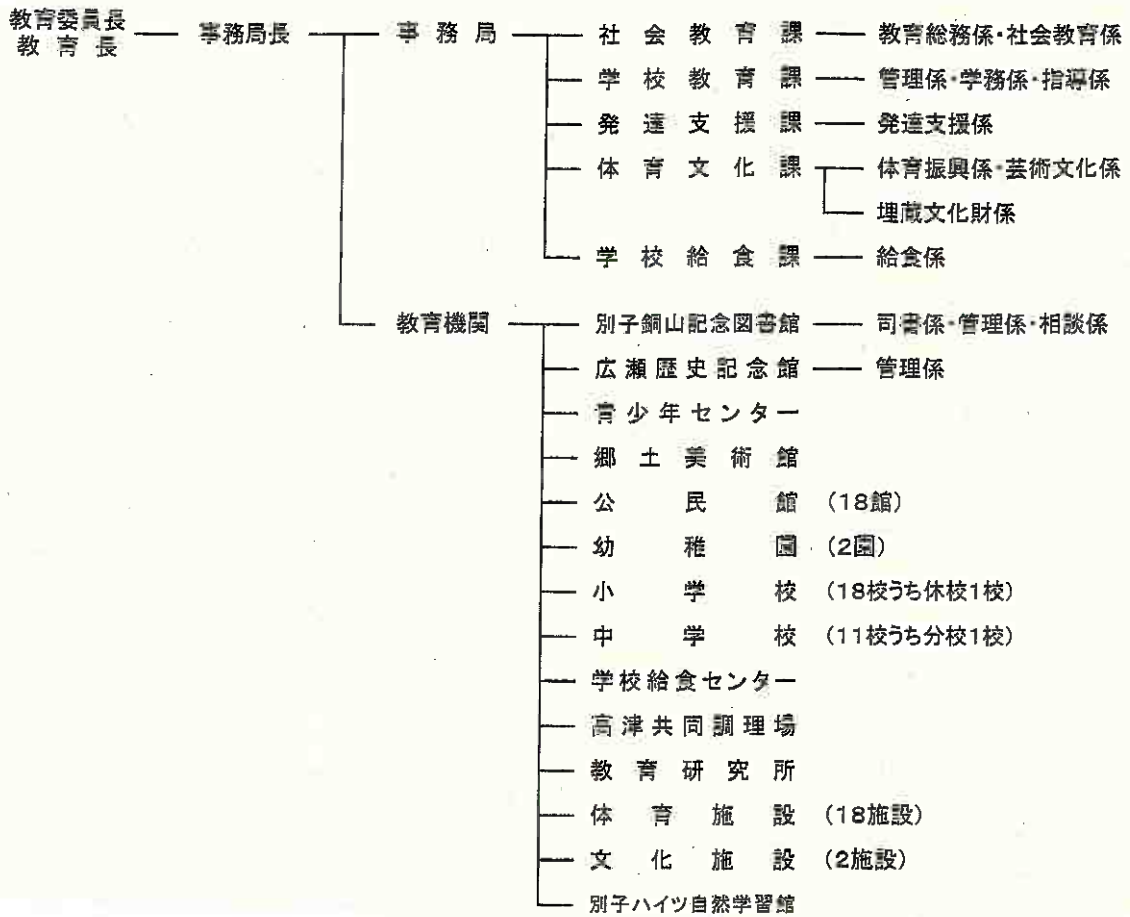 教育委員長
教育長
事務局長
事務局
社会教育課
教育総務係・社会教育係
学校教育課
管理係・学務係・指導係
発達支援課
発達支援係
体育文化課
体育振興係・芸術文化係
埋蔵文化財係
学校給食課
給食係
教育機関
別子銅山記念図書館
司書係・管理係・相談係
広瀬歴史記念館
管理係
青少年センター
郷土美術館
公民館 (18館)
幼稚園 (2園)
小学校 (18校うち休校1校)
中学校 (11校うち分校1校)
学校給食センター
高津共同調理場
教育研究所
体育施設 (18施設)
文化施設 (2施設)
別子ハイツ自然学習館